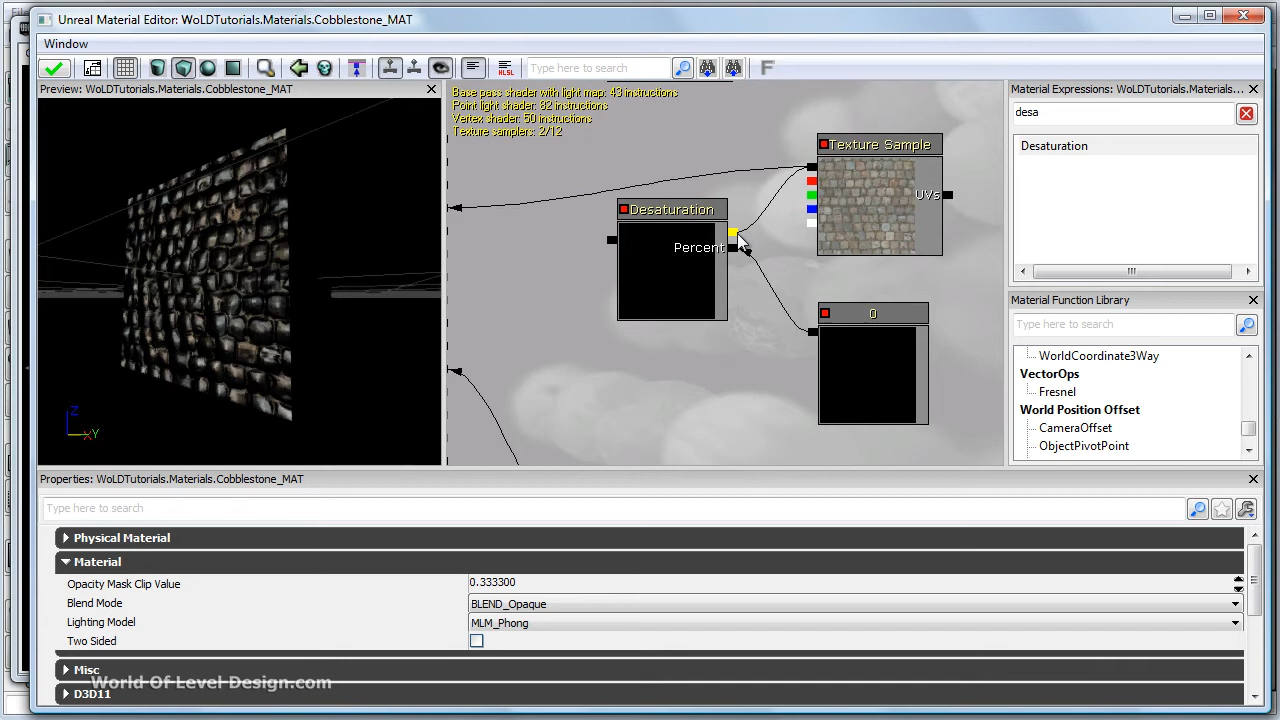 Unreal Material Editor: WoLDTutorials.Materials.Cobblestone_MAT
Window
HLSL
Type here to search
F
Preview: WoLDTutorials.Materials.Cobblestone_MAT
Z
X
Y
Base pass shader with light map: 43 instructions
Point light shader: 82 instructions
Vertex shader: 50 instructions
Texture samplers: 2/12
Texture Sample
UVs
Desaturation
Percent
0
Material Expressions: WoLDTutorials.Materials...
desa
Desaturation
Material Function Library
Type here to search
WorldCoordinate3Way
VectorOps
Fresnel
World Position Offset
CameraOffset
ObjectPivotPoint
Properties: WoLDTutorials.Materials.Cobblestone_MAT
Type here to search
Physical Material
Material
Opacity Mask Clip Value
0.333300
Blend Mode
BLEND_Opaque
Lighting Model
MLM_Phong
Two Sided
Misc
World-Of-Level-Design.com
D3D11